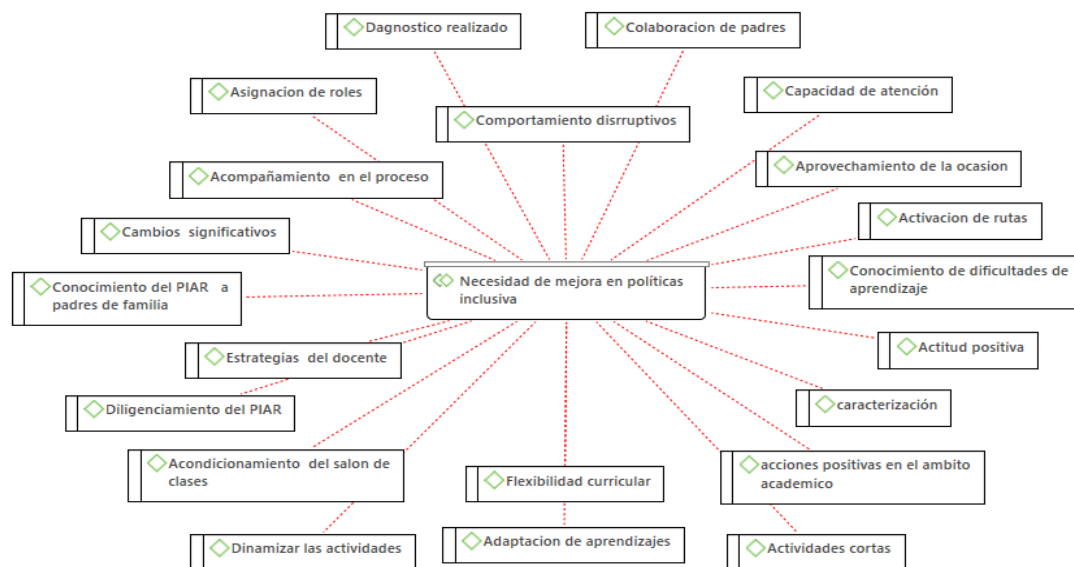 Dagnostico realizado
Colaboracion de padres
Asignacion de roles
Capacidad de atención
Comportamiento disrruptivos
Acompañamiento en el proceso
Aprovechamiento de la ocasion
Cambios significativos
Activacion de rutas
Conocimiento del PIAR a
padres de familia
Necesidad de mejora en políticas
inclusiva
Conocimiento de dificultades de
aprendizaje
Estrategias del docente
Actitud positiva
Diligenciamiento del PIAR
caracterización
Acondicionamiento del salon de
clases
Flexibilidad curricular
acciones positivas en el ambito
academico
Dinamizar las actividades
Adaptacion de aprendizajes
Actividades cortas